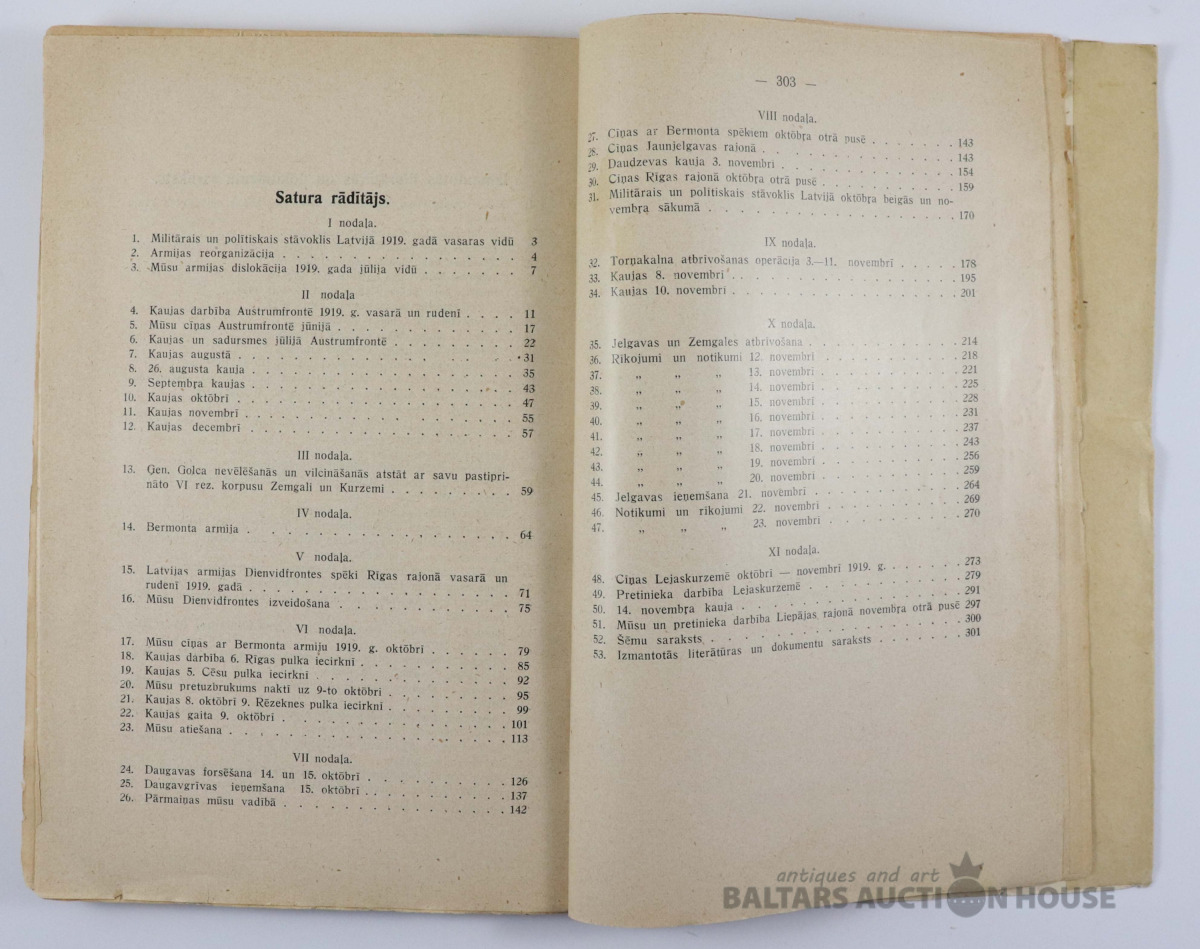 Satura rādītājs.
I nodaļa.
1. Militārais un polītiskais stāvoklis Latvijā 1919. gadā vasaras vidū 3
2. Armijas reorganizācija . . . . . . . . . . . . . . . . . 4
3. Mūsu armijas dislokācija 1919. gada jūlija vidū . . . . . . . 7
II nodaļa
4. Kaujas darbība Austrumfrontē 1919. g. vasarā un rudenī . . . . 11
5. Mūsu cīņas Austrumfrontē jūnijā . . . . . . . . . . . . . 17
6. Kaujas un sadursmes jūlijā Austrumfrontē . . . . . . . . . 22
7. Kaujas augustā . . . . . . . . . . . . . . . . . . . 31
8. 26. augusta kauja . . . . . . . . . . . . . . . . . . 35
9. Septembŗa kaujas . . . . . . . . . . . . . . . . . . 43
10. Kaujas oktōbrī . . . . . . . . . . . . . . . . . . . 47
11. Kaujas novembrī . . . . . . . . . . . . . . . . . . 55
12. Kaujas decembrī . . . . . . . . . . . . . . . . . . 57
III nodaļa.
13. Ģen. Golca nevēlēšanās un vilcināšanās atstāt ar savu pastipri-
nāto VI rez. korpusu Zemgali un Kurzemi . . . . . . . . . 59
IV nodaļa.
14. Bermonta armija . . . . . . . . . . . . . . . . . . 64
V nodaļa.
15. Latvijas armijas Dienvidfrontes spēki Rīgas rajonā vasarā un
rudenī 1919. gadā . . . . . . . . . . . . . . . . . 71
16. Mūsu Dienvidfrontes izveidošana . . . . . . . . . . . . 75
VI nodaļa.
17. Mūsu cīņas ar Bermonta armiju 1919. g. oktōbrī . . . . . . 79
18. Kaujas darbība 6. Rīgas pulka iecirknī . . . . . . . . . . 85
19. Kaujas 5. Cēsu pulka iecirknī . . . . . . . . . . . . . 92
20. Mūsu pretuzbrukums naktī uz 9-to oktōbri . . . . . . . . 95
21. Kaujas 8. oktōbrī 9. Rēzeknes pulka iecirknī . . . . . . . . 99
22. Kaujas gaita 9. oktōbrī . . . . . . . . . . . . . . . 101
23. Mūsu atiešana . . . . . . . . . . . . . . . . . . . 113
VII nodaļa.
24. Daugavas forsēšana 14. un 15. oktōbrī . . . . . . . . . . 126
25. Daugavgrīvas ieņemšana 15. oktōbrī . . . . . . . . . . . 137
26. Pārmaiņas mūsu vadībā . . . . . . . . . . . . . . . . 142
— 303 —
VIII nodaļa.
27. Cīņas ar Bermonta spēkiem oktōbŗa otrā pusē . . . . . . . 143
28. Cīņas Jaunjelgavas rajonā . . . . . . . . . . . . . . . 143
29. Daudzevas kauja 3. novembrī . . . . . . . . . . . . . 154
30. Cīņas Rīgas rajonā oktōbŗa otrā pusē . . . . . . . . . . 159
31. Militārais un polītiskais stāvoklis Latvijā oktōbŗa beigās un no-
vembŗa sākumā . . . . . . . . . . . . . . . . . . 170
IX nodaļa.
32. Torņakalna atbrīvošanas operācija 3.—11. novembrī . . . . . 178
33. Kaujas 8. novembrī . . . . . . . . . . . . . . . . . 195
34. Kaujas 10. novembrī . . . . . . . . . . . . . . . . . 201
X nodaļa.
35. Jelgavas un Zemgales atbrīvošana . . . . . . . . . . . . 214
36. Rīkojumi un notikumi 12. novembrī . . . . . . . . . . . 218
37. „ „ „ 13. novembrī . . . . . . . . . . . 221
38. „ „ „ 14. novembrī . . . . . . . . . . . 225
39. „ „ „ 15. novembrī . . . . . . . . . . . 228
40. „ „ „ 16. novembrī . . . . . . . . . . . 231
41. „ „ „ 17. novembrī . . . . . . . . . . . 237
42. „ „ „ 18. novembrī . . . . . . . . . . . 243
43. „ „ „ 19. novembrī . . . . . . . . . . . 256
44. „ „ „ 20. novembrī . . . . . . . . . . . 259
45. Jelgavas ieņemšana 21. novembrī . . . . . . . . . . . . 264
46. Notikumi un rīkojumi 22. novembrī . . . . . . . . . . . 269
47. „ „ „ 23. novembrī . . . . . . . . . . . 270
XI nodaļa.
48. Cīņas Lejaskurzemē oktōbrī — novembrī 1919. g. . . . . . . 273
49. Pretinieka darbība Lejaskurzemē . . . . . . . . . . . . 279
50. 14. novembŗa kauja . . . . . . . . . . . . . . . . . 291
51. Mūsu un pretinieka darbība Liepājas rajonā novembŗa otrā pusē 297
52. Šēmu saraksts . . . . . . . . . . . . . . . . . . . 300
53. Izmantotās literātūras un dokumentu saraksts . . . . . . . 301
antiques and art
BALTARS AUCTION HOUSE